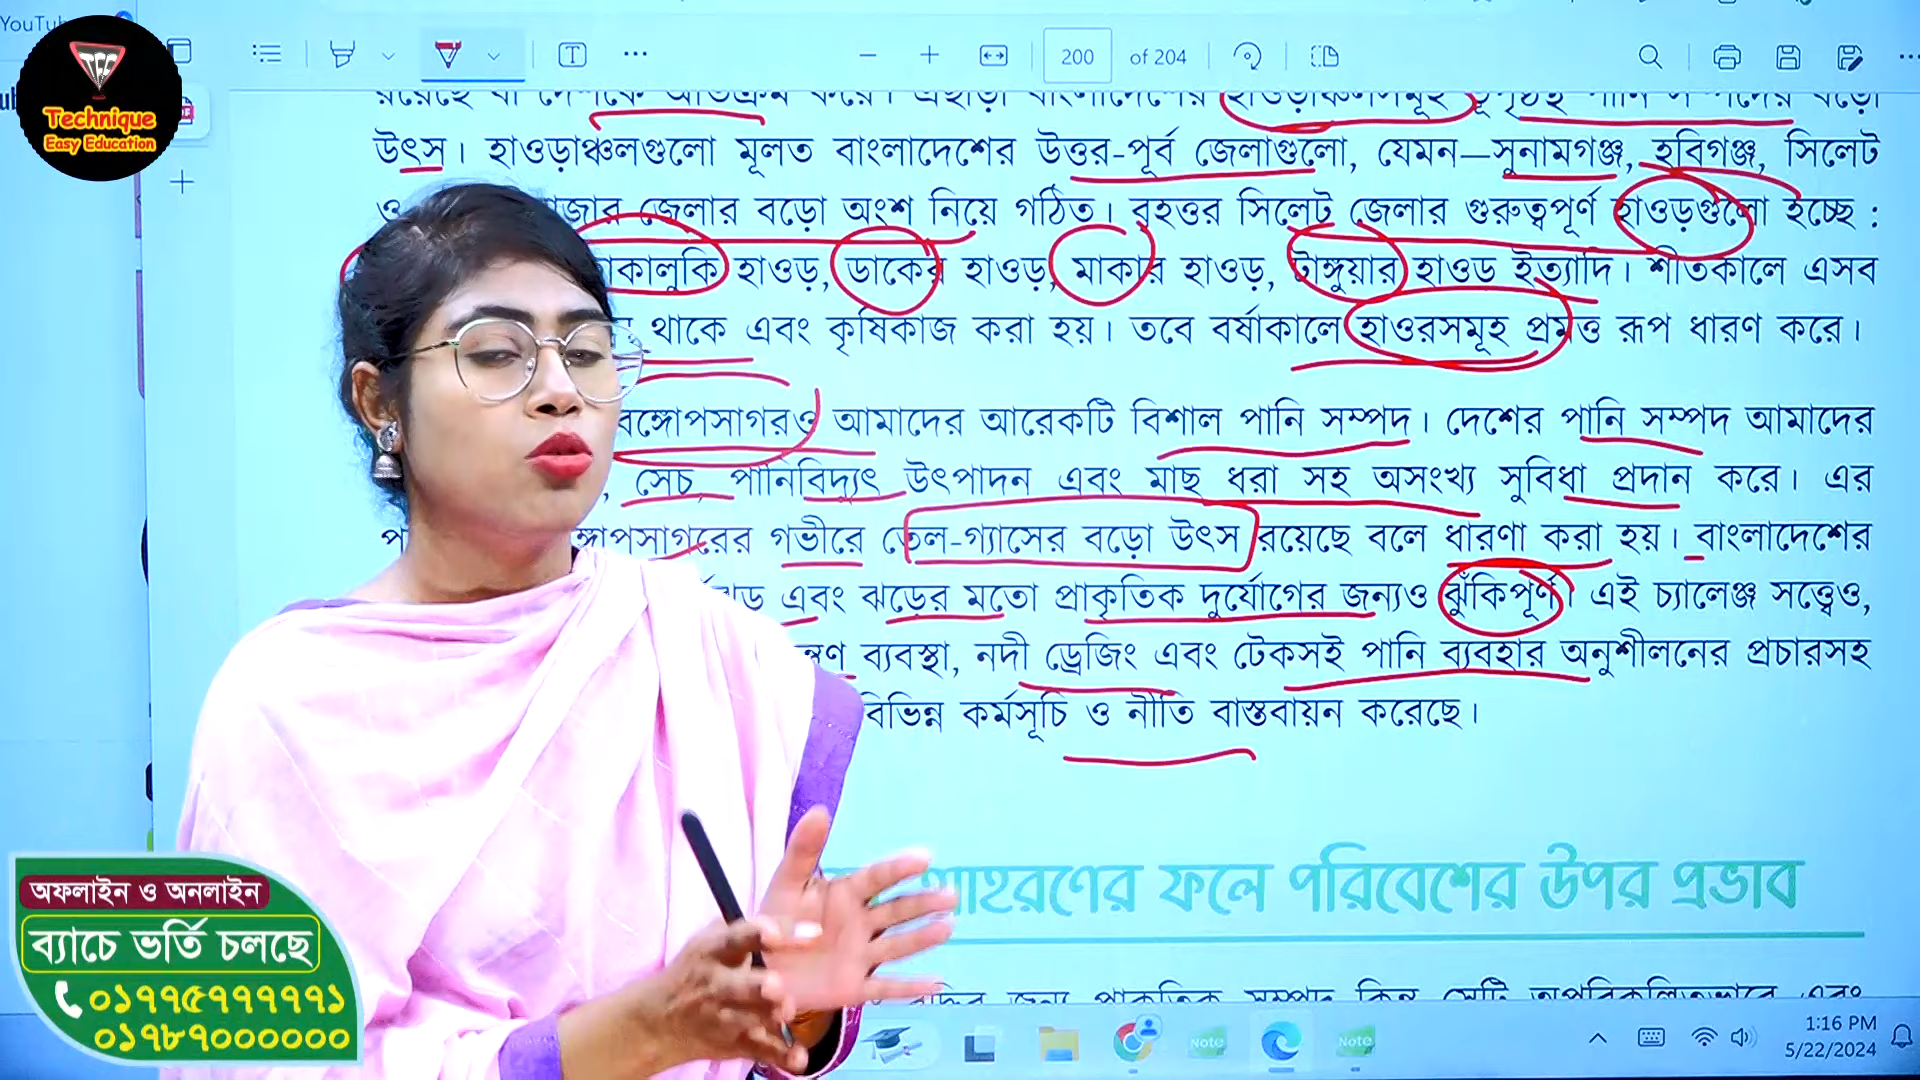 YouTu
TEE
Technique
Easy Education
200 of 204
উৎস। হাওড়াঞ্চলগুলো মূলত বাংলাদেশের উত্তর-পূর্ব জেলাগুলো, যেমন—সুনামগঞ্জ, হবিগঞ্জ, সিলেট
ও জেলার বড়ো অংশ নিয়ে গঠিত। বৃহত্তর সিলেট জেলার গুরুত্বপূর্ণ হাওড়গুলো হচ্ছে :
হাওড়, ডাকের হাওড়, মাকার হাওড়, টাঙ্গুয়ার হাওড় ইত্যাদি। শীতকালে এসব
থাকে এবং কৃষিকাজ করা হয়। তবে বর্ষাকালে হাওরসমূহ প্রমত্ত রূপ ধারণ করে।
বঙ্গোপসাগরও আমাদের আরেকটি বিশাল পানি সম্পদ। দেশের পানি সম্পদ আমাদের
সেচ, পানিবিদ্যুৎ উৎপাদন এবং মাছ ধরা সহ অসংখ্য সুবিধা প্রদান করে। এর
গভীরে তেল-গ্যাসের বড়ো উৎস রয়েছে বলে ধারণা করা হয়। বাংলাদেশের
এবং ঝড়ের মতো প্রাকৃতিক দুর্যোগের জন্যও ঝুঁকিপূর্ণ। এই চ্যালেঞ্জ সত্ত্বেও,
ব্যবস্থা, নদী ড্রেজিং এবং টেকসই পানি ব্যবহার অনুশীলনের প্রচারসহ
বিভিন্ন কর্মসূচি ও নীতি বাস্তবায়ন করেছে।
ফলে পরিবেশের উপর প্রভাব
অফলাইন ও অনলাইন
ব্যাচে ভর্তি চলছে
০১৭৭৫৭৭৭৭৭১
০১৭৮৭০০০০০০
Note
Note
1:16 PM
5/22/2024